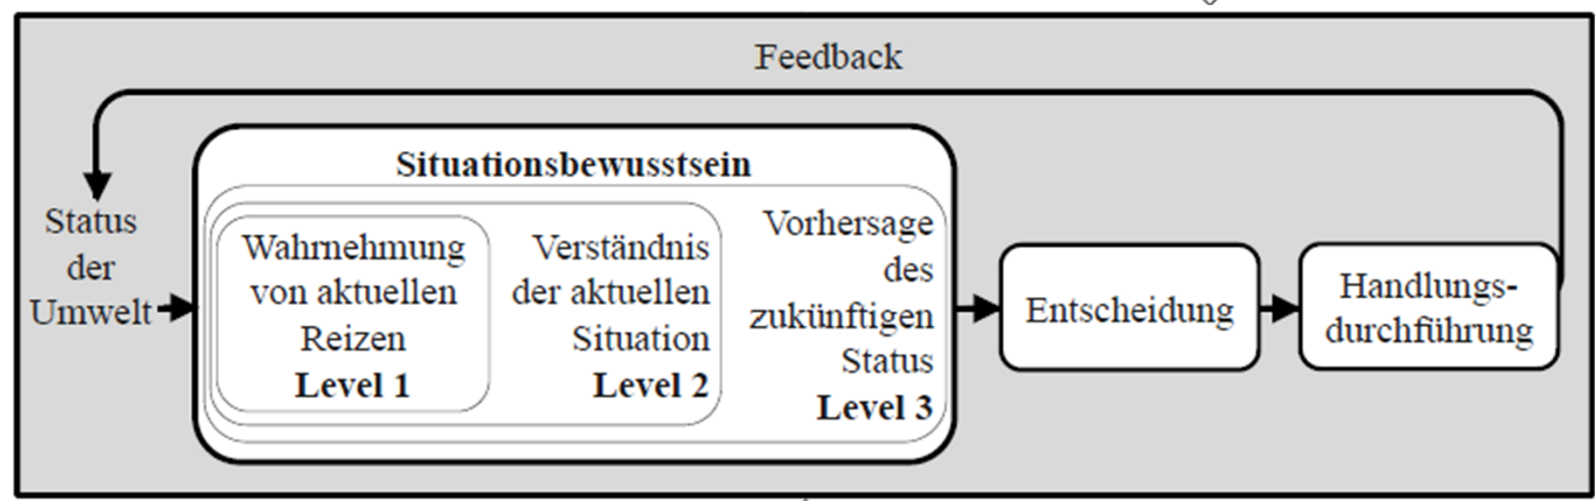 Feedback
Situationsbewusstsein
Status
der
Umwelt
Wahrnehmung
von aktuellen
Reizen
Level 1
Verständnis
der aktuellen
Situation
Level 2
Vorhersage
des
zukünftigen
Status
Level 3
Entscheidung
Handlungs-
durchführung